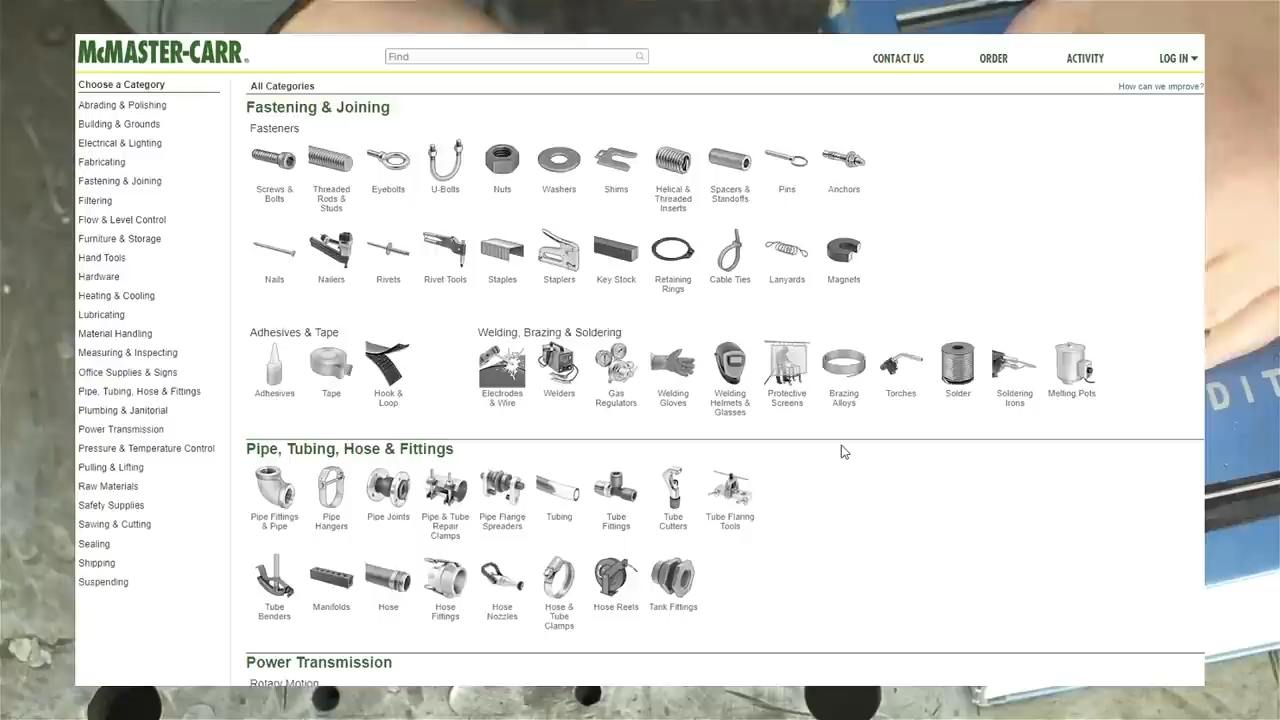 McMASTER-CARR®
Find
CONTACT US
ORDER
ACTIVITY
LOG IN
Choose a Category
Abrading & Polishing
Building & Grounds
Electrical & Lighting
Fabricating
Fastening & Joining
Filtering
Flow & Level Control
Furniture & Storage
Hand Tools
Hardware
Heating & Cooling
Lubricating
Material Handling
Measuring & Inspecting
Office Supplies & Signs
Pipe, Tubing, Hose & Fittings
Plumbing & Janitorial
Power Transmission
Pressure & Temperature Control
Pulling & Lifting
Raw Materials
Safety Supplies
Sawing & Cutting
Sealing
Shipping
Suspending
All Categories
How can we improve?
Fastening & Joining
Fasteners
Screws &
Bolts
Threaded
Rods &
Studs
Eyebolts
U-Bolts
Nuts
Washers
Shims
Helical &
Threaded
Inserts
Spacers &
Standoffs
Pins
Anchors
Nails
Nailers
Rivets
Rivet Tools
Staples
Staplers
Key Stock
Retaining
Rings
Cable Ties
Lanyards
Magnets
Adhesives & Tape
Adhesives
Tape
Hook &
Loop
Welding, Brazing & Soldering
Electrodes
& Wire
Welders
Gas
Regulators
Welding
Gloves
Welding
Helmets &
Glasses
Protective
Screens
Brazing
Alloys
Torches
Solder
Soldering
Irons
Melting Pots
Pipe, Tubing, Hose & Fittings
Pipe Fittings
& Pipe
Pipe
Hangers
Pipe Joints
Pipe & Tube
Repair
Clamps
Pipe Flange
Spreaders
Tubing
Tube
Fittings
Tube
Cutters
Tube Flaring
Tools
Tube
Benders
Manifolds
Hose
Hose
Fittings
Hose
Nozzles
Hose &
Tube
Clamps
Hose Reels
Tank Fittings
Power Transmission
Rotary Motion
DIT